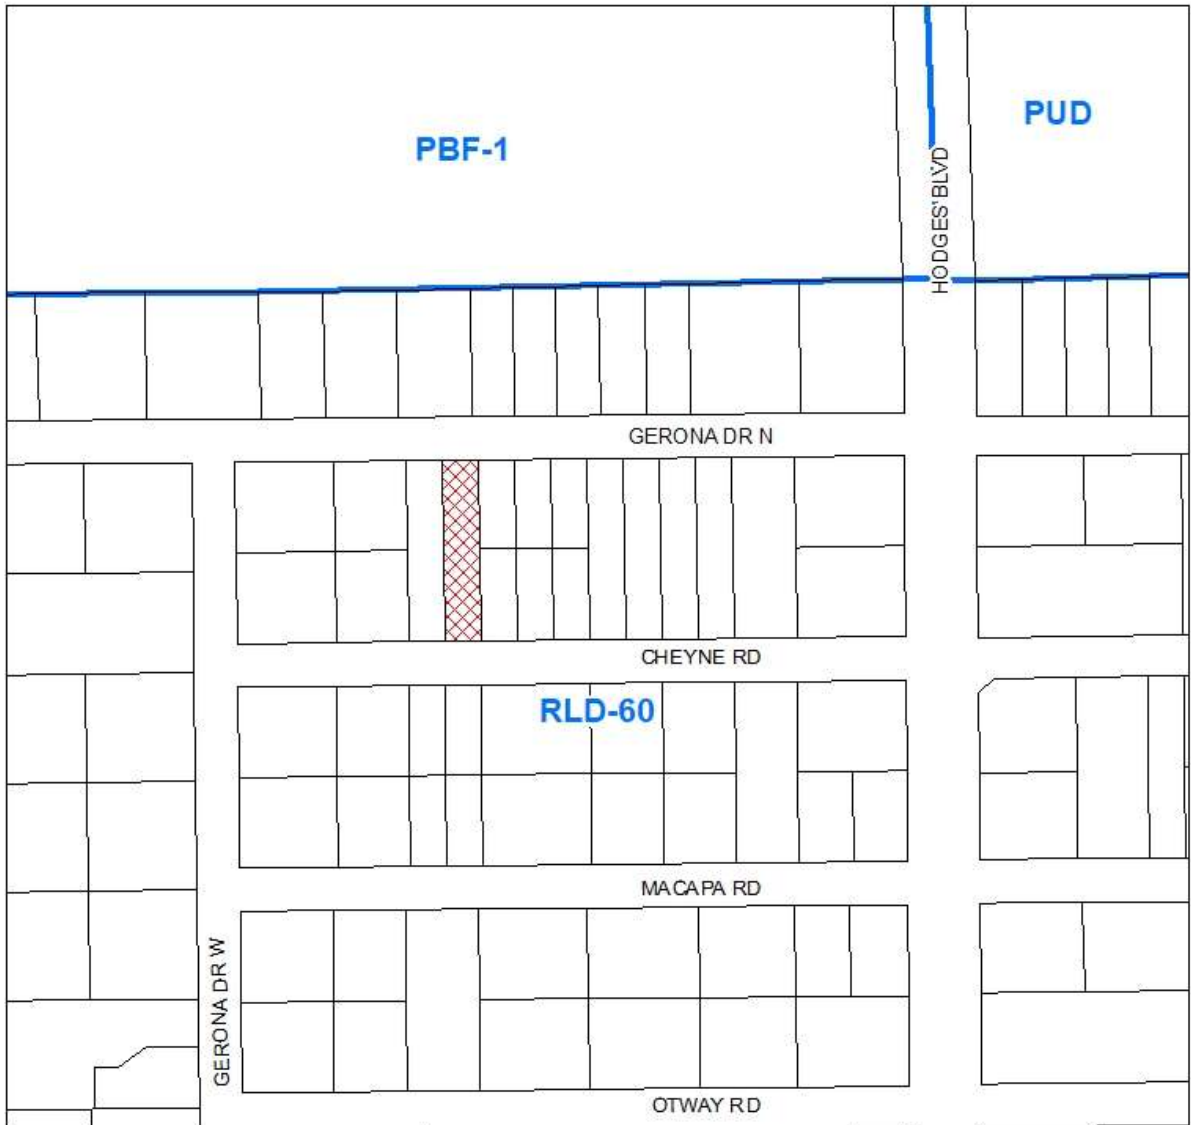 PUD
PBF-1
HODGES BLVD
GERONA DR N
CHEYNE RD
RLD-60
MACAPA RD
GERONA DR W
OTWAY RD